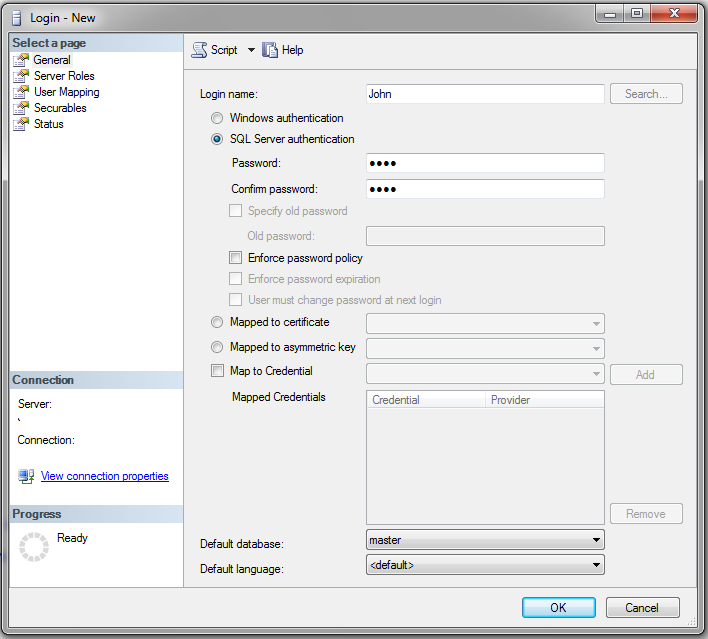 Login - New
Select a page
General
Server Roles
User Mapping
Securables
Status
Connection
Server:
Connection:
View connection properties
Progress
Ready
Script Help
Login name: John Search...
Windows authentication
SQL Server authentication
Password: ●●●●
Confirm password: ●●●●
Specify old password
Old password:
Enforce password policy
Enforce password expiration
User must change password at next login
Mapped to certificate
Mapped to asymmetric key
Map to Credential Add
Mapped Credentials Credential Provider
Remove
Default database: master
Default language: <default>
OK Cancel